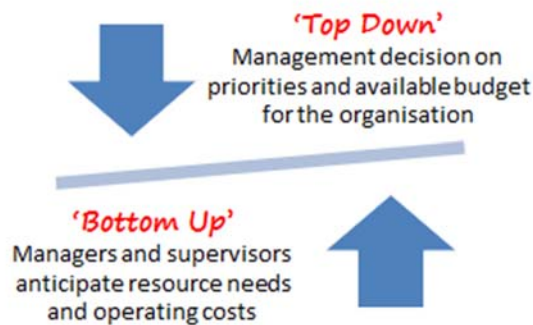 ‘Top Down’
Management decision on
priorities and available budget
for the organisation
‘Bottom Up’
Managers and supervisors
anticipate resource needs
and operating costs